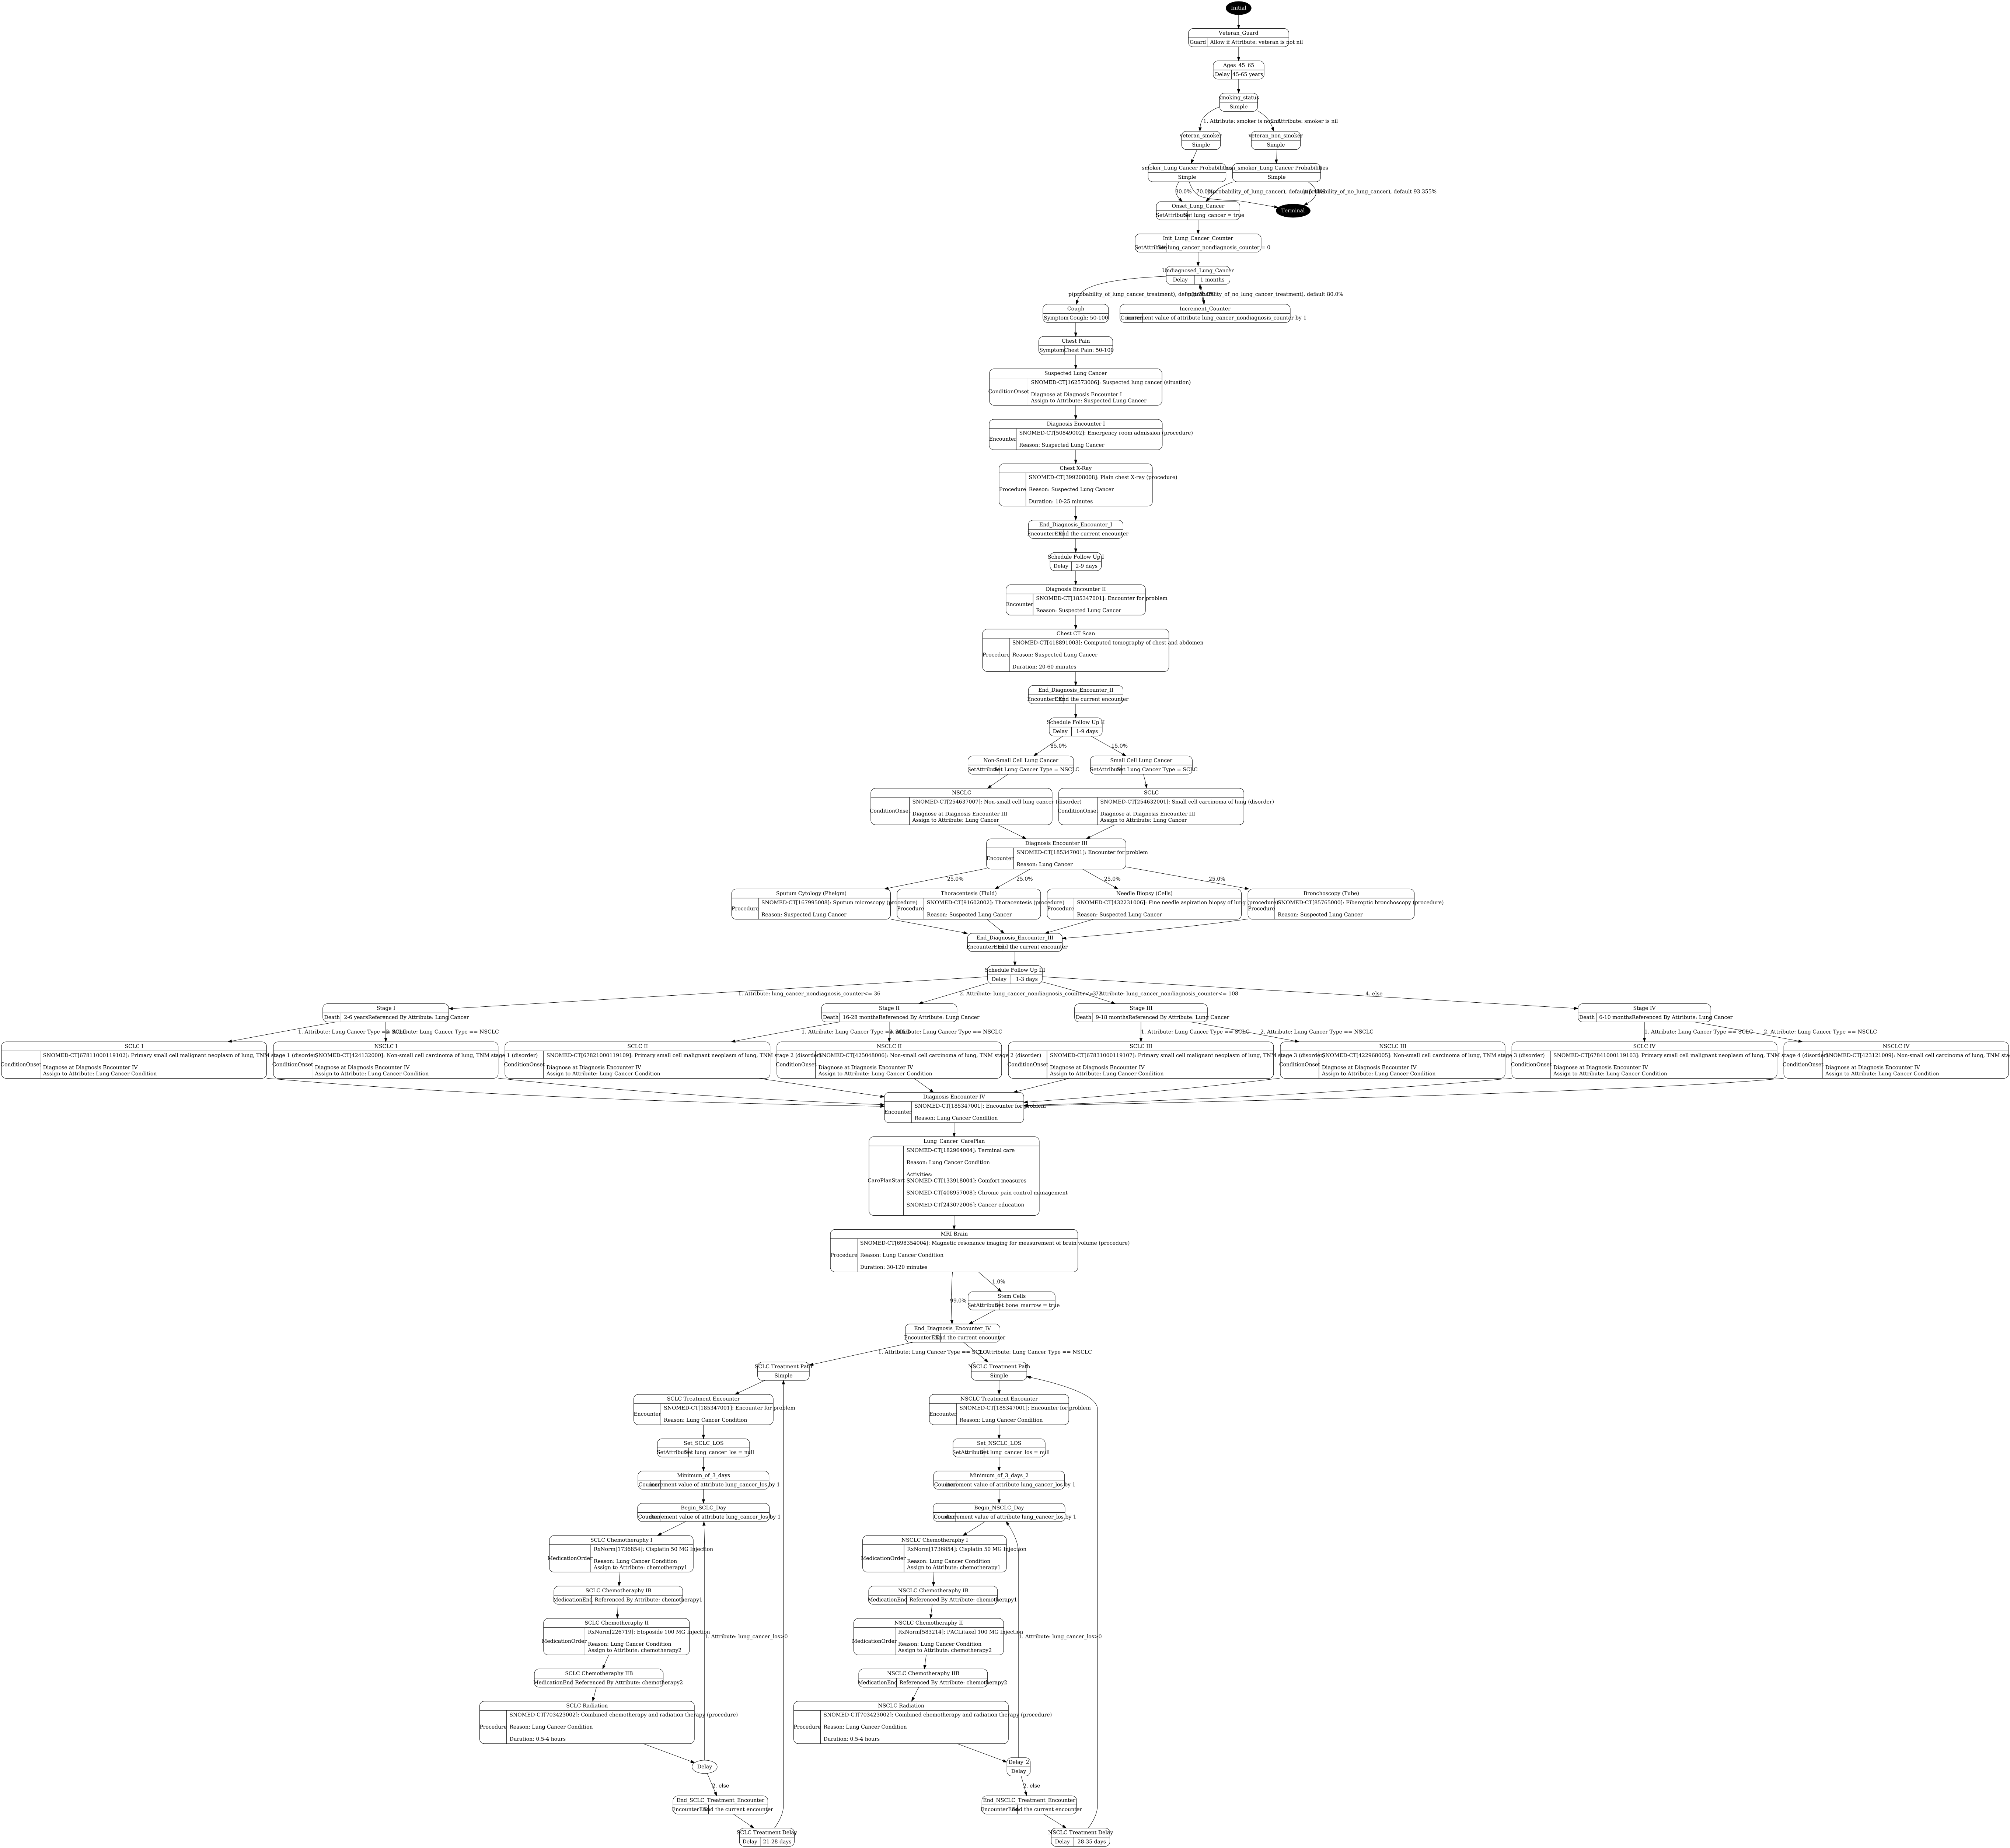 Initial
Veteran_Guard
Guard Allow if Attribute: veteran is not nil
Ages_45_65
Delay 45-65 years
smoking_status
Simple
1. Attribute: smoker is not nil
2. Attribute: smoker is nil
veteran_smoker
Simple
veteran_non_smoker
Simple
smoker_Lung Cancer Probabilities
Simple
non_smoker_Lung Cancer Probabilities
Simple
30.0%
70.0%
p(probability_of_lung_cancer), default
p(probability_of_no_lung_cancer), default 93.355%
Onset_Lung_Cancer
SetAttribute Set lung_cancer = true
Terminal
Init_Lung_Cancer_Counter
SetAttribute Set lung_cancer_nondiagnosis_counter = 0
Undiagnosed_Lung_Cancer
Delay 1 months
p(probability_of_lung_cancer_treatment), default 20.0%
p(probability_of_no_lung_cancer_treatment), default 80.0%
Cough
Symptom Cough: 50-100
Increment_Counter
Counter increment value of attribute lung_cancer_nondiagnosis_counter by 1
Chest Pain
Symptom Chest Pain: 50-100
Suspected Lung Cancer
ConditionOnset
SNOMED-CT[162573006]: Suspected lung cancer (situation)
Diagnose at Diagnosis Encounter I
Assign to Attribute: Suspected Lung Cancer
Diagnosis Encounter I
Encounter
SNOMED-CT[50849002]: Emergency room admission (procedure)
Reason: Suspected Lung Cancer
Chest X-Ray
Procedure
SNOMED-CT[399208008]: Plain chest X-ray (procedure)
Reason: Suspected Lung Cancer
Duration: 10-25 minutes
End_Diagnosis_Encounter_I
EncounterEnd End the current encounter
Schedule Follow Up I
Delay 2-9 days
Diagnosis Encounter II
Encounter
SNOMED-CT[185347001]: Encounter for problem
Reason: Suspected Lung Cancer
Chest CT Scan
Procedure
SNOMED-CT[418891003]: Computed tomography of chest and abdomen
Reason: Suspected Lung Cancer
Duration: 20-60 minutes
End_Diagnosis_Encounter_II
EncounterEnd End the current encounter
Schedule Follow Up II
Delay 1-9 days
85.0%
15.0%
Non-Small Cell Lung Cancer
SetAttribute Set Lung Cancer Type = NSCLC
Small Cell Lung Cancer
SetAttribute Set Lung Cancer Type = SCLC
NSCLC
ConditionOnset
SNOMED-CT[254637007]: Non-small cell lung cancer (disorder)
Diagnose at Diagnosis Encounter III
Assign to Attribute: Lung Cancer
SCLC
ConditionOnset
SNOMED-CT[254632001]: Small cell carcinoma of lung (disorder)
Diagnose at Diagnosis Encounter III
Assign to Attribute: Lung Cancer
Diagnosis Encounter III
Encounter
SNOMED-CT[185347001]: Encounter for problem
Reason: Lung Cancer
25.0%
25.0%
25.0%
25.0%
Sputum Cytology (Phelgm)
Procedure
SNOMED-CT[167995008]: Sputum microscopy (procedure)
Reason: Suspected Lung Cancer
Thoracentesis (Fluid)
Procedure
SNOMED-CT[91602002]: Thoracentesis (procedure)
Reason: Suspected Lung Cancer
Needle Biopsy (Cells)
Procedure
SNOMED-CT[432231006]: Fine needle aspiration biopsy of lung (procedure)
Reason: Suspected Lung Cancer
Bronchoscopy (Tube)
Procedure
SNOMED-CT[85765000]: Fiberoptic bronchoscopy (procedure)
Reason: Suspected Lung Cancer
End_Diagnosis_Encounter_III
EncounterEnd End the current encounter
Schedule Follow Up III
Delay 1-3 days
1. Attribute: lung_cancer_nondiagnosis_counter<= 36
2. Attribute: lung_cancer_nondiagnosis_counter<= 72
3. Attribute: lung_cancer_nondiagnosis_counter<= 108
4. else
Stage I
Death 2-6 yearsReferenced By Attribute: Lung Cancer
Stage II
Death 16-28 monthsReferenced By Attribute: Lung Cancer
Stage III
Death 9-18 monthsReferenced By Attribute: Lung Cancer
Stage IV
Death 6-10 monthsReferenced By Attribute: Lung Cancer
1. Attribute: Lung Cancer Type == SCLC
2. Attribute: Lung Cancer Type == NSCLC
1. Attribute: Lung Cancer Type == SCLC
2. Attribute: Lung Cancer Type == NSCLC
1. Attribute: Lung Cancer Type == SCLC
2. Attribute: Lung Cancer Type == NSCLC
1. Attribute: Lung Cancer Type == SCLC
2. Attribute: Lung Cancer Type == NSCLC
SCLC I
ConditionOnset
SNOMED-CT[67811000119102]: Primary small cell malignant neoplasm of lung, TNM stage 1 (disorder)
Diagnose at Diagnosis Encounter IV
Assign to Attribute: Lung Cancer Condition
NSCLC I
ConditionOnset
SNOMED-CT[424132000]: Non-small cell carcinoma of lung, TNM stage 1 (disorder)
Diagnose at Diagnosis Encounter IV
Assign to Attribute: Lung Cancer Condition
SCLC II
ConditionOnset
SNOMED-CT[67821000119109]: Primary small cell malignant neoplasm of lung, TNM stage 2 (disorder)
Diagnose at Diagnosis Encounter IV
Assign to Attribute: Lung Cancer Condition
NSCLC II
ConditionOnset
SNOMED-CT[425048006]: Non-small cell carcinoma of lung, TNM stage 2 (disorder)
Diagnose at Diagnosis Encounter IV
Assign to Attribute: Lung Cancer Condition
SCLC III
ConditionOnset
SNOMED-CT[67831000119107]: Primary small cell malignant neoplasm of lung, TNM stage 3 (disorder)
Diagnose at Diagnosis Encounter IV
Assign to Attribute: Lung Cancer Condition
NSCLC III
ConditionOnset
SNOMED-CT[422968005]: Non-small cell carcinoma of lung, TNM stage 3 (disorder)
Diagnose at Diagnosis Encounter IV
Assign to Attribute: Lung Cancer Condition
SCLC IV
ConditionOnset
SNOMED-CT[67841000119103]: Primary small cell malignant neoplasm of lung, TNM stage 4 (disorder)
Diagnose at Diagnosis Encounter IV
Assign to Attribute: Lung Cancer Condition
NSCLC IV
ConditionOnset
SNOMED-CT[423121009]: Non-small cell carcinoma of lung, TNM sta
Diagnose at Diagnosis Encounter IV
Assign to Attribute: Lung Cancer Condition
Diagnosis Encounter IV
Encounter
SNOMED-CT[185347001]: Encounter for problem
Reason: Lung Cancer Condition
Lung_Cancer_CarePlan
CarePlanStart
SNOMED-CT[182964004]: Terminal care
Reason: Lung Cancer Condition
Activities:
SNOMED-CT[133918004]: Comfort measures
SNOMED-CT[408957008]: Chronic pain control management
SNOMED-CT[243072006]: Cancer education
MRI Brain
Procedure
SNOMED-CT[698354004]: Magnetic resonance imaging for measurement of brain volume (procedure)
Reason: Lung Cancer Condition
Duration: 30-120 minutes
99.0%
1.0%
Stem Cells
SetAttribute Set bone_marrow = true
End_Diagnosis_Encounter_IV
EncounterEnd End the current encounter
1. Attribute: Lung Cancer Type == SCLC
2. Attribute: Lung Cancer Type == NSCLC
SCLC Treatment Path
Simple
NSCLC Treatment Path
Simple
SCLC Treatment Encounter
Encounter
SNOMED-CT[185347001]: Encounter for problem
Reason: Lung Cancer Condition
NSCLC Treatment Encounter
Encounter
SNOMED-CT[185347001]: Encounter for problem
Reason: Lung Cancer Condition
Set_SCLC_LOS
SetAttribute Set lung_cancer_los = null
Set_NSCLC_LOS
SetAttribute Set lung_cancer_los = null
Minimum_of_3_days
Counter increment value of attribute lung_cancer_los by 1
Minimum_of_3_days_2
Counter increment value of attribute lung_cancer_los by 1
Begin_SCLC_Day
Counter decrement value of attribute lung_cancer_los by 1
Begin_NSCLC_Day
Counter decrement value of attribute lung_cancer_los by 1
SCLC Chemotheraphy I
MedicationOrder
RxNorm[1736854]: Cisplatin 50 MG Injection
Reason: Lung Cancer Condition
Assign to Attribute: chemotherapy1
NSCLC Chemotheraphy I
MedicationOrder
RxNorm[1736854]: Cisplatin 50 MG Injection
Reason: Lung Cancer Condition
Assign to Attribute: chemotherapy1
SCLC Chemotheraphy IB
MedicationEnd Referenced By Attribute: chemotherapy1
NSCLC Chemotheraphy IB
MedicationEnd Referenced By Attribute: chemotherapy1
SCLC Chemotheraphy II
MedicationOrder
RxNorm[226719]: Etoposide 100 MG Injection
Reason: Lung Cancer Condition
Assign to Attribute: chemotherapy2
1. Attribute: lung_cancer_los>0
NSCLC Chemotheraphy II
MedicationOrder
RxNorm[583214]: PACLitaxel 100 MG Injection
Reason: Lung Cancer Condition
Assign to Attribute: chemotherapy2
1. Attribute: lung_cancer_los>0
SCLC Chemotheraphy IIB
MedicationEnd Referenced By Attribute: chemotherapy2
NSCLC Chemotheraphy IIB
MedicationEnd Referenced By Attribute: chemotherapy2
SCLC Radiation
Procedure
SNOMED-CT[703423002]: Combined chemotherapy and radiation therapy (procedure)
Reason: Lung Cancer Condition
Duration: 0.5-4 hours
NSCLC Radiation
Procedure
SNOMED-CT[703423002]: Combined chemotherapy and radiation therapy (procedure)
Reason: Lung Cancer Condition
Duration: 0.5-4 hours
Delay
Delay_2
Delay
2. else
2. else
End_SCLC_Treatment_Encounter
EncounterEnd End the current encounter
End_NSCLC_Treatment_Encounter
EncounterEnd End the current encounter
SCLC Treatment Delay
Delay 21-28 days
NSCLC Treatment Delay
Delay 28-35 days